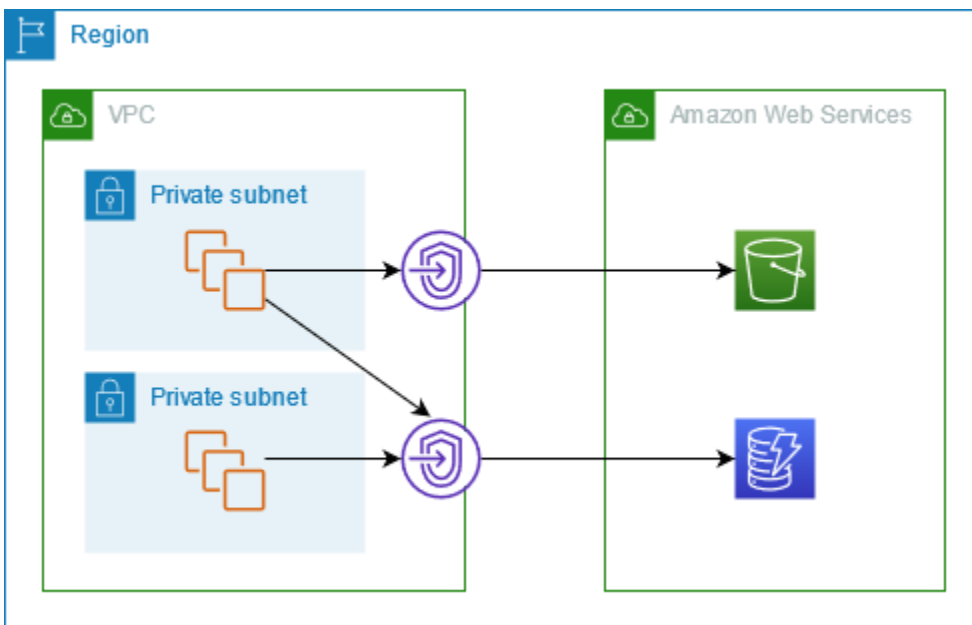 Region
VPC
Amazon Web Services
Private subnet
Private subnet